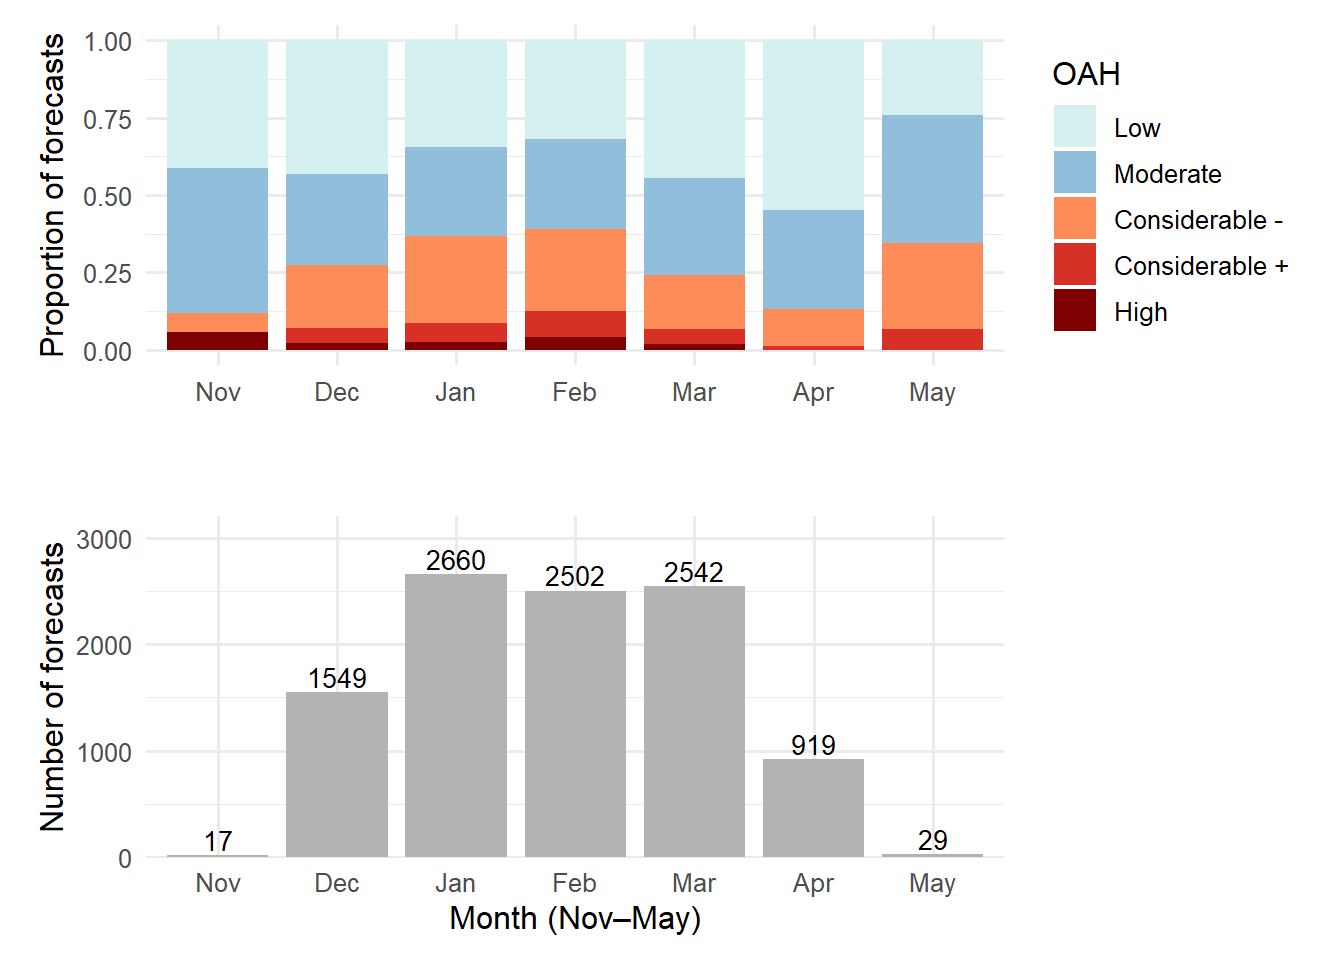 Proportion of forecasts
1.00
0.75
0.50
0.25
0.00
Nov Dec Jan Feb Mar Apr May
OAH
Low
Moderate
Considerable -
Considerable +
High
Number of forecasts
3000
2000
1000
0
17 1549 2660 2502 2542 919 29
Nov Dec Jan Feb Mar Apr May
Month (Nov–May)